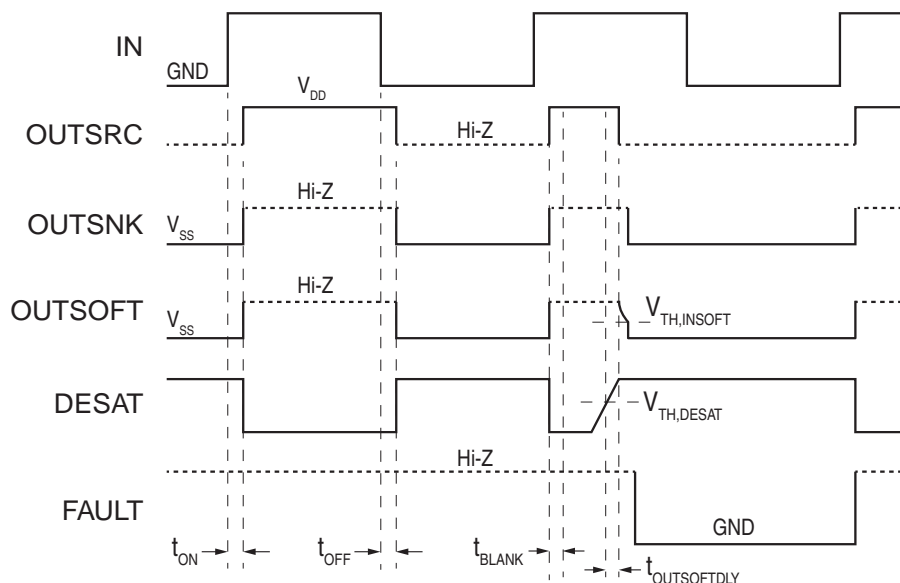 IN
GND
V_DD
OUTSRC
Hi-Z
Hi-Z
OUTSNK
V_SS
Hi-Z
OUTSOFT
V_SS
V_TH,INSOFT
DESAT
V_TH,DESAT
Hi-Z
FAULT
GND
t_ON
t_OFF
t_BLANK
t_OUTSOFTDLY